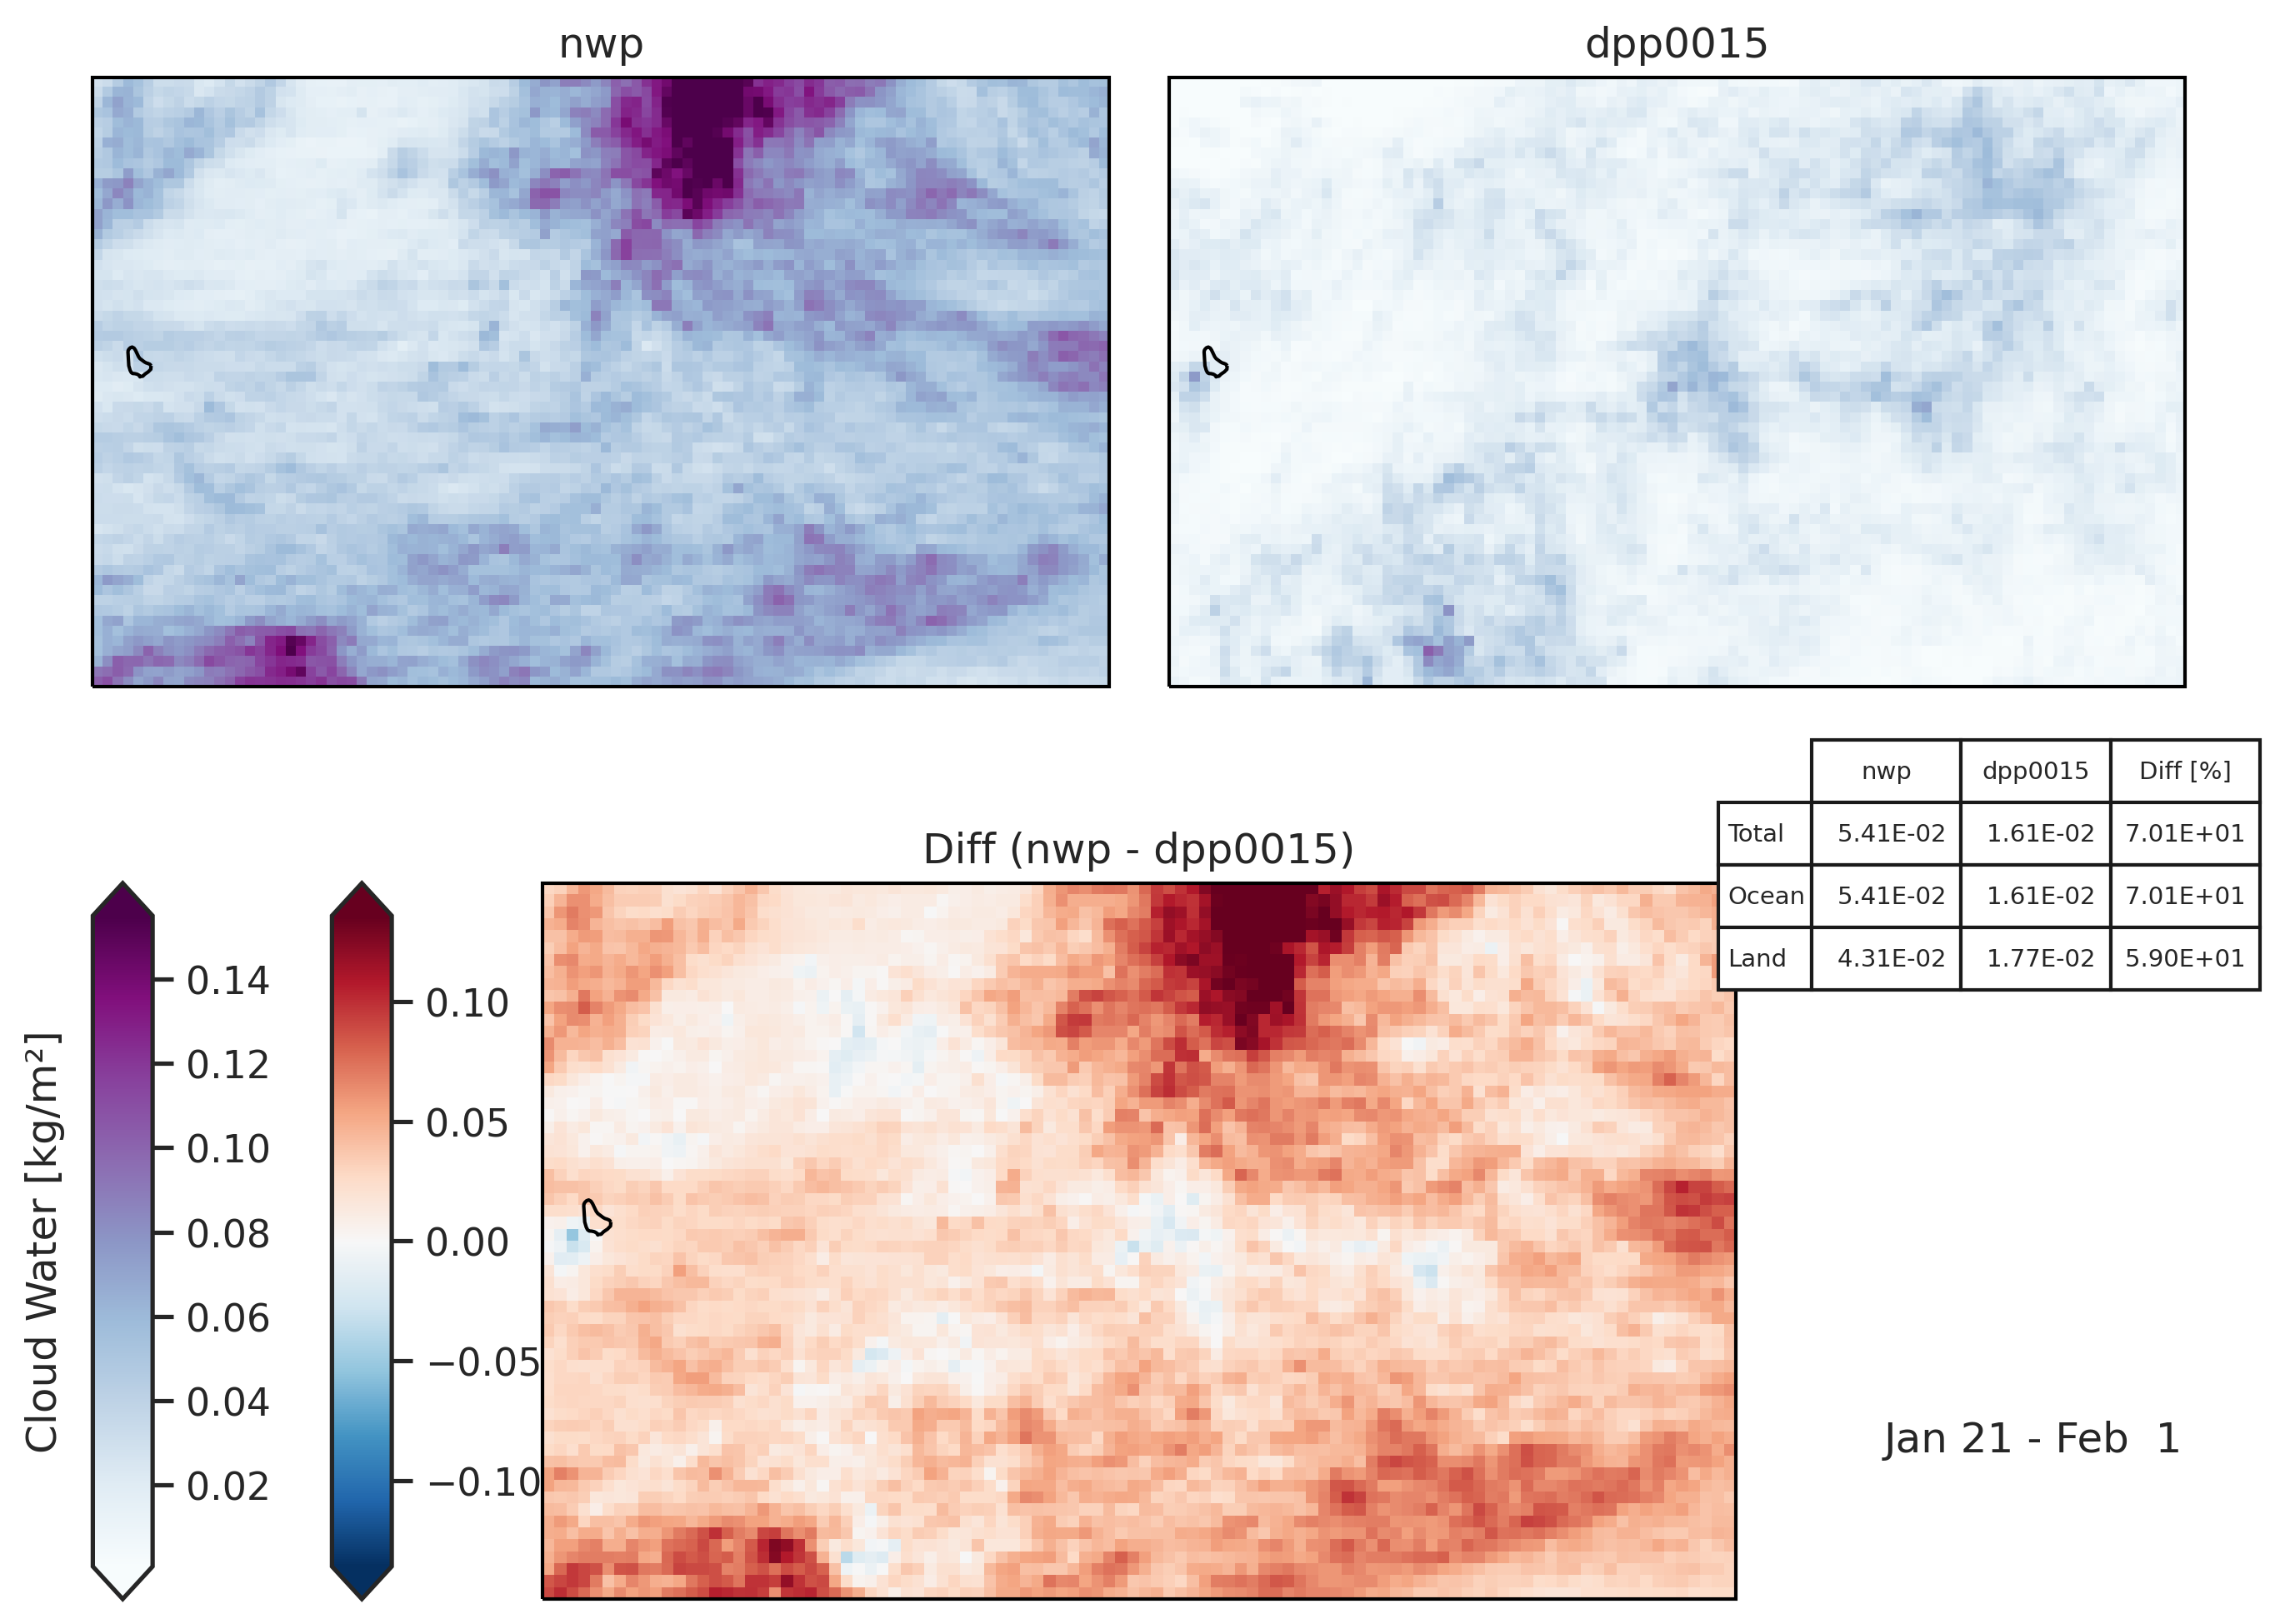 nwp
dpp0015
nwp dpp0015 Diff [%]
Total 5.41E-02 1.61E-02 7.01E+01
Ocean 5.41E-02 1.61E-02 7.01E+01
Land 4.31E-02 1.77E-02 5.90E+01
Diff (nwp - dpp0015)
Cloud Water [kg/m²]
0.14
0.12
0.10
0.08
0.06
0.04
0.02
0.10
0.05
0.00
−0.05
−0.10
Jan 21 - Feb  1